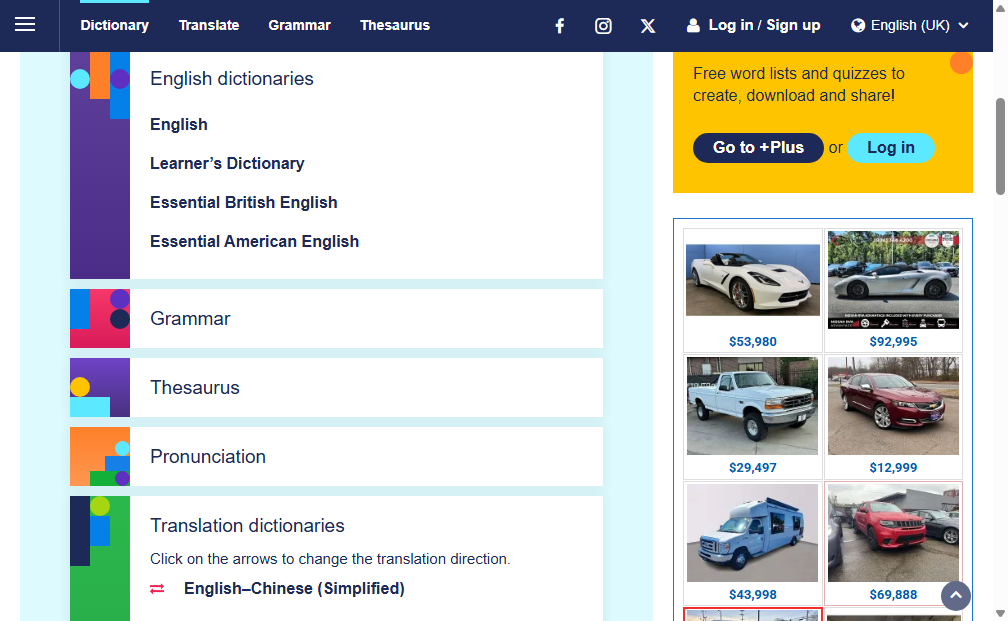 Dictionary
Translate
Grammar
Thesaurus
Log in / Sign up
English (UK)
English dictionaries
English
Learner’s Dictionary
Essential British English
Essential American English
Grammar
Thesaurus
Pronunciation
Translation dictionaries
Click on the arrows to change the translation direction.
English–Chinese (Simplified)
Free word lists and quizzes to
create, download and share!
Go to +Plus or Log in
$53,980
$92,995
$29,497
$12,999
$43,998
$69,888